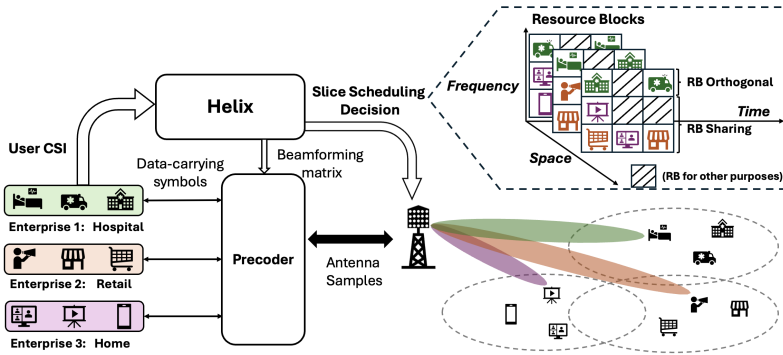 Resource Blocks
Helix
Slice Scheduling
Decision
Frequency
RB Orthogonal
Time
RB Sharing
Space
(RB for other purposes)
User CSI
Data-carrying
symbols
Beamforming
matrix
Enterprise 1: Hospital
Precoder
Antenna
Samples
Enterprise 2: Retail
Enterprise 3: Home